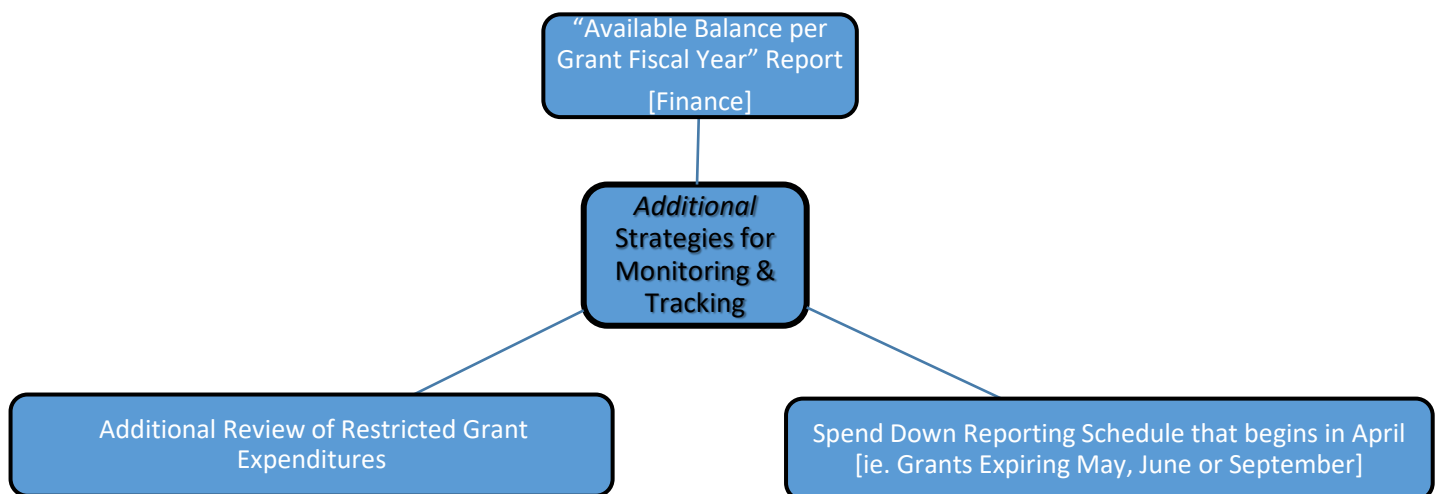 “Available Balance per
Grant Fiscal Year” Report
[Finance]
Additional
Strategies for
Monitoring &
Tracking
Additional Review of Restricted Grant
Expenditures
Spend Down Reporting Schedule that begins in April
[ie. Grants Expiring May, June or September]